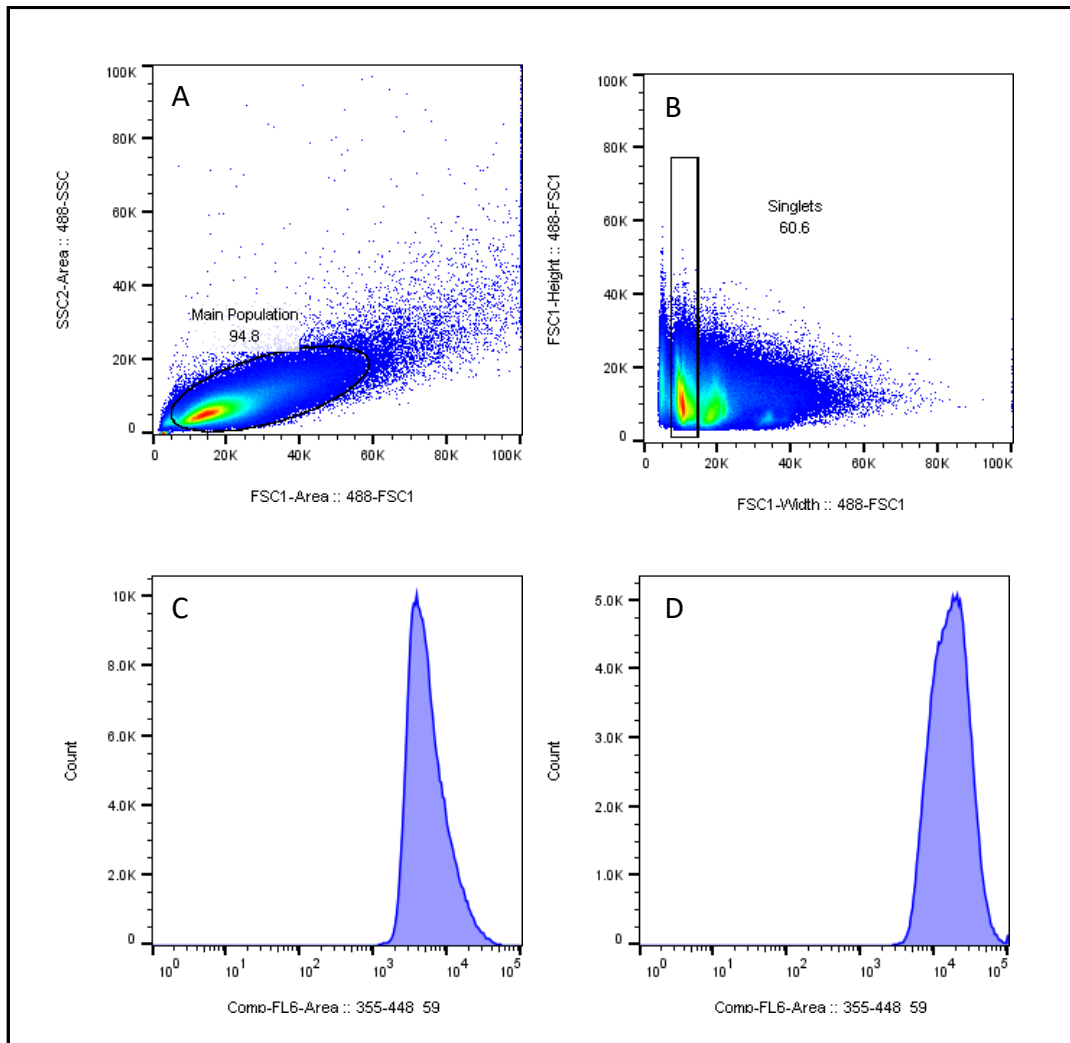 A
100K
80K
60K
40K
20K
0
SSC2-Area :: 488-SSC
Main Population
94.8
0 20K 40K 60K 80K 100K
FSC1-Area :: 488-FSC1
B
100K
80K
60K
40K
20K
0
FSC1-Height :: 488-FSC1
Singlets
60.6
0 20K 40K 60K 80K 100K
FSC1-Width :: 488-FSC1
C
10K
8.0K
6.0K
4.0K
2.0K
0
Count
10^0 10^1 10^2 10^3 10^4 10^5
Comp-FL6-Area :: 355-448_59
D
5.0K
4.0K
3.0K
2.0K
1.0K
0
Count
10^0 10^1 10^2 10^3 10^4 10^5
Comp-FL6-Area :: 355-448_59